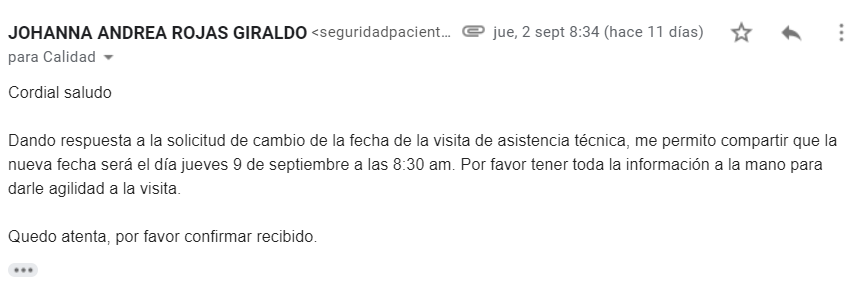 JOHANNA ANDREA ROJAS GIRALDO <seguridadpacient... jue, 2 sept 8:34 (hace 11 días)
para Calidad
Cordial saludo
Dando respuesta a la solicitud de cambio de la fecha de la visita de asistencia técnica, me permito compartir que la
nueva fecha será el día jueves 9 de septiembre a las 8:30 am. Por favor tener toda la información a la mano para
darle agilidad a la visita.
Quedo atenta, por favor confirmar recibido.